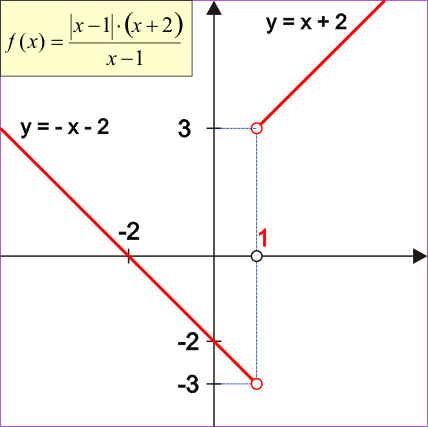 f(x) = |x−1|·(x+2) / x−1
y = x + 2
y = - x - 2
3
-2
1
-2
-3